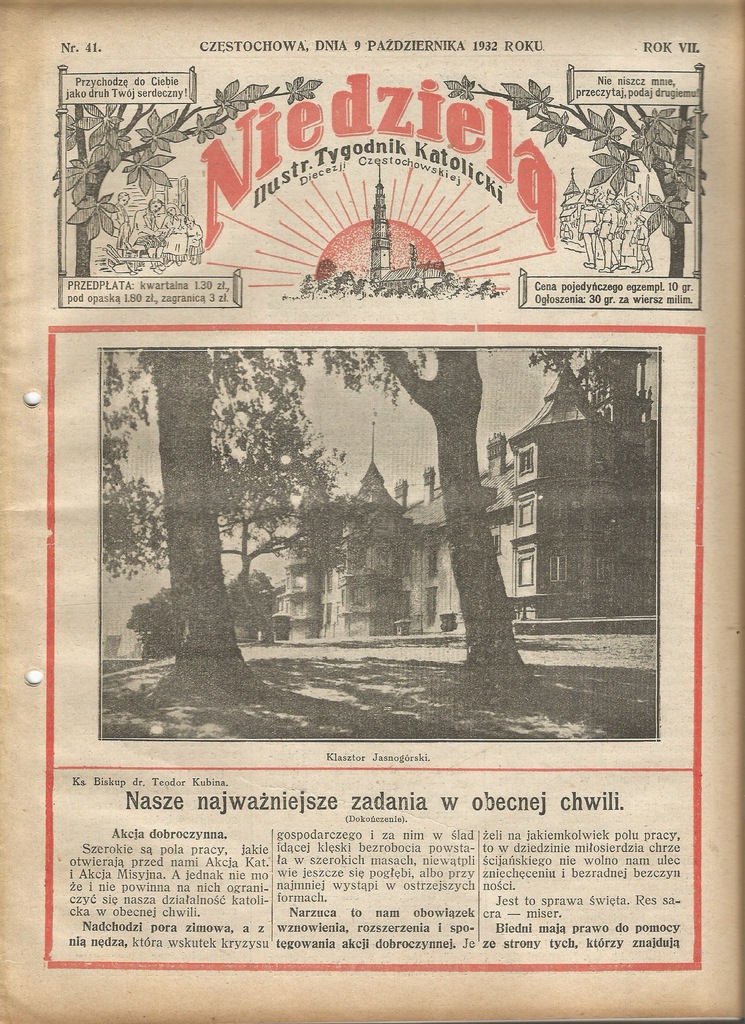 Nr. 41.
CZĘSTOCHOWA, DNIA 9 PAŹDZIERNIKA 1932 ROKU.
ROK VII.
Przychodzę do Ciebie
jako druh Twój serdeczny!
Nie niszcz mnie,
przeczytaj, podaj drugiemu!
Niedziela
Ilustr. Tygodnik Katolicki
Diecezji Częstochowskiej
PRZEDPŁATA: kwartalna 1.30 zł.,
pod opaską 1.80 zł., zagranicą 3 zł.
Cena pojedyńczego egzempl. 10 gr.
Ogłoszenia: 30 gr. za wiersz milim.
Klasztor Jasnogórski.
Ks. Biskup dr. Teodor Kubina.
Nasze najważniejsze zadania w obecnej chwili.
(Dokończenie).
Akcja dobroczynna.
Szerokie są pola pracy, jakie
otwierają przed nami Akcja Kat.
i Akcja Misyjna. A jednak nie mo
że i nie powinna na nich ograni-
czyć się nasza działalność katoli-
cka w obecnej chwili.
Nadchodzi pora zimowa, a z
nią nędza, która wskutek kryzysu
gospodarczego i za nim w ślad
idącej klęski bezrobocia powsta-
ła w szerokich masach, niewątpli
wie jeszcze się pogłębi, albo przy
najmniej wystąpi w ostrzejszych
formach.
Narzuca to nam obowiązek
wznowienia, rozszerzenia i spo-
tęgowania akcji dobroczynnej. Je
żeli na jakiemkolwiek polu pracy,
to w dziedzinie miłosierdzia chrze
ścijańskiego nie wolno nam ulec
zniechęceniu i bezradnej bezczyn
ności.
Jest to sprawa święta. Res sa-
cra — miser.
Biedni mają prawo do pomocy
ze strony tych, którzy znajdują